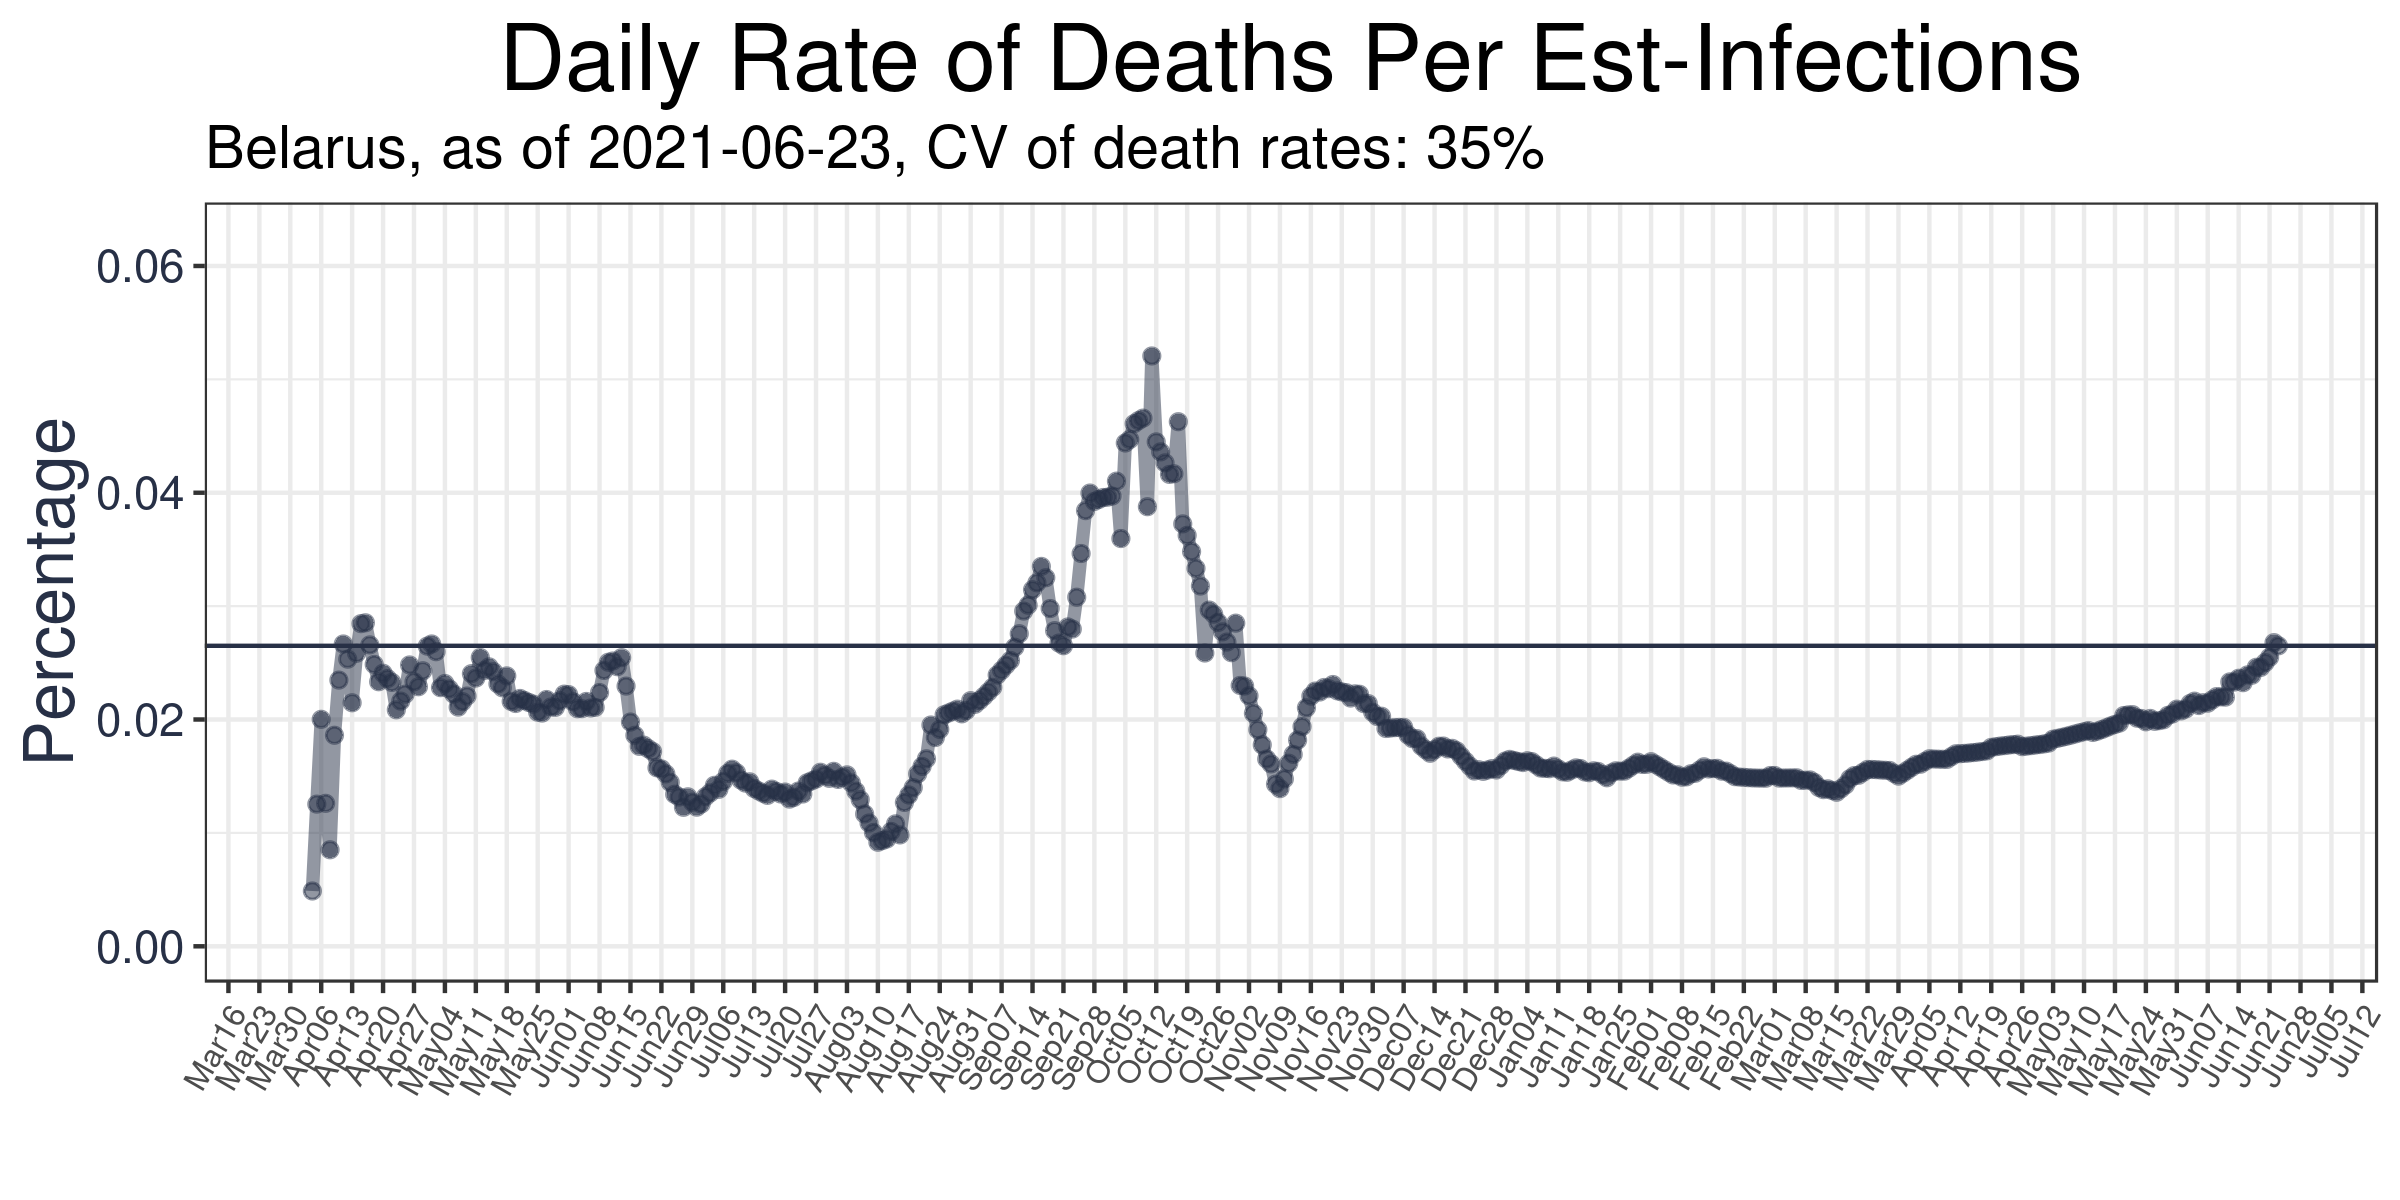 Daily Rate of Deaths Per Est-Infections
Belarus, as of 2021-06-23, CV of death rates: 35%
Percentage
0.06
0.04
0.02
0.00
Mar16
Mar23
Mar30
Apr06
Apr13
Apr20
Apr27
May04
May11
May18
May25
Jun01
Jun08
Jun15
Jun22
Jun29
Jul06
Jul13
Jul20
Jul27
Aug03
Aug10
Aug17
Aug24
Aug31
Sep07
Sep14
Sep21
Sep28
Oct05
Oct12
Oct19
Oct26
Nov02
Nov09
Nov16
Nov23
Nov30
Dec07
Dec14
Dec21
Dec28
Jan04
Jan11
Jan18
Jan25
Feb01
Feb08
Feb15
Feb22
Mar01
Mar08
Mar15
Mar22
Mar29
Apr05
Apr12
Apr19
Apr26
May03
May10
May17
May24
May31
Jun07
Jun14
Jun21
Jun28
Jul05
Jul12